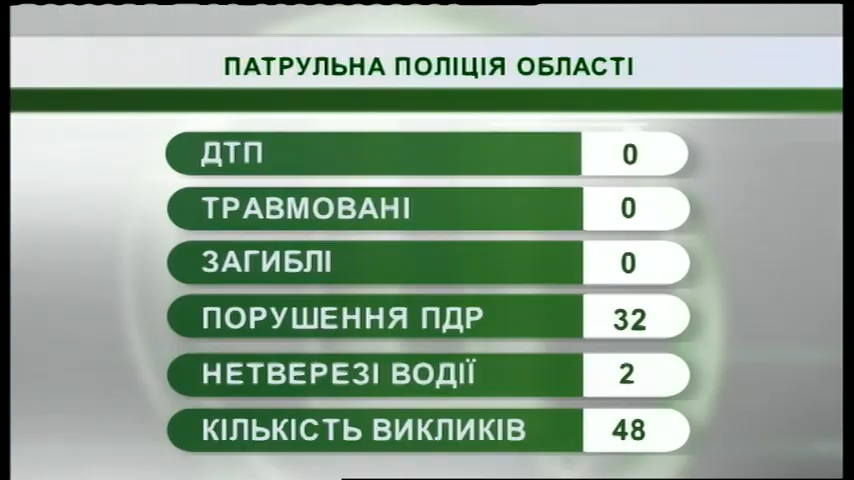 ПАТРУЛЬНА ПОЛІЦІЯ ОБЛАСТІ
ДТП 0
ТРАВМОВАНІ 0
ЗАГИБЛІ 0
ПОРУШЕННЯ ПДР 32
НЕТВЕРЕЗІ ВОДІЇ 2
КІЛЬКІСТЬ ВИКЛИКІВ 48